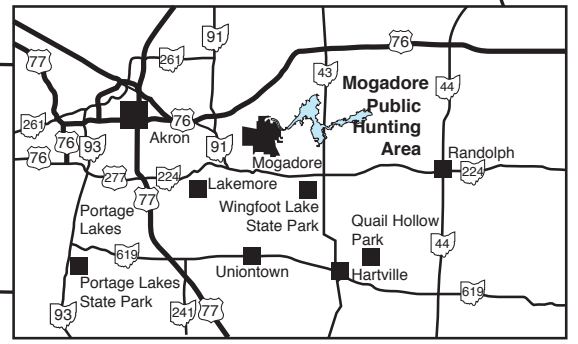 91
77
261
76
43
44
Mogadore
Public
Hunting
Area
261
76
93
76
Akron
76
91
Mogadore
Randolph
224
277
224
Lakemore
77
Wingfoot Lake
State Park
Portage
Lakes
Quail Hollow
Park
44
619
Uniontown
Hartville
Portage Lakes
State Park
619
93
241
77